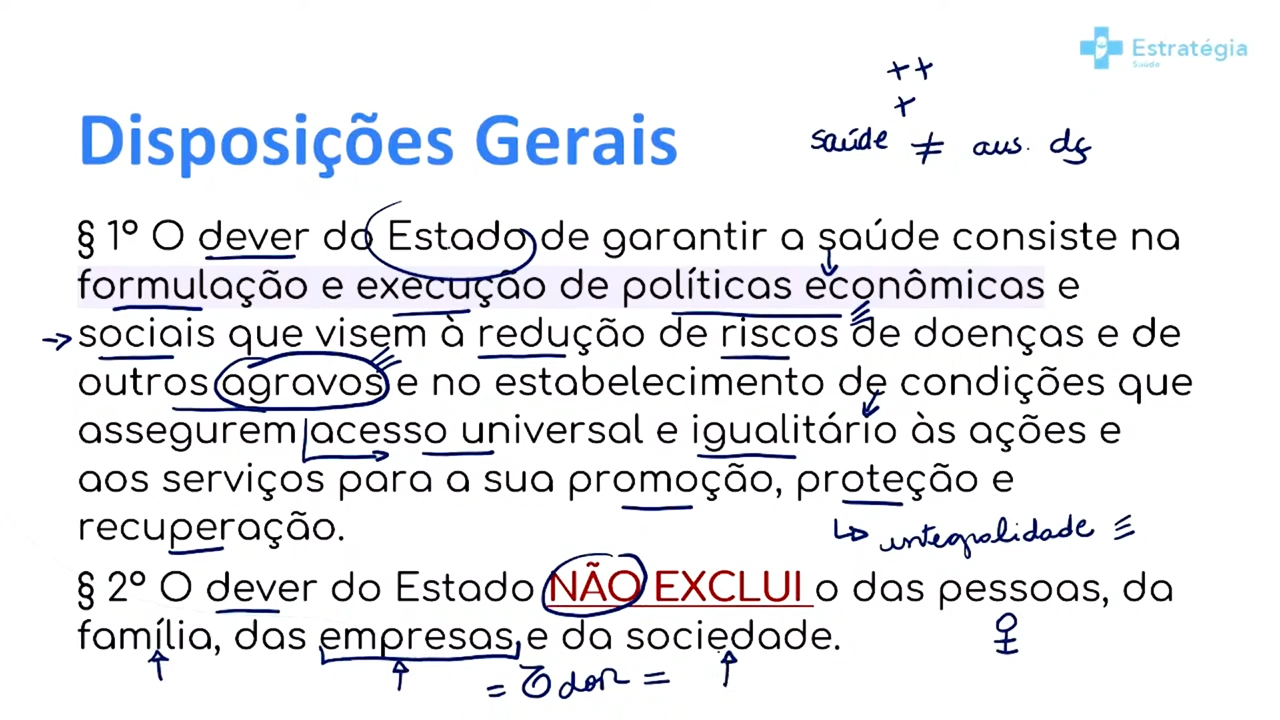 Estratégia
Saúde
++
+
saúde ≠ aus. dç
Disposições Gerais
§ 1º O dever do Estado de garantir a saúde consiste na
formulação e execução de políticas econômicas e
sociais que visem à redução de riscos de doenças e de
outros agravos e no estabelecimento de condições que
assegurem acesso universal e igualitário às ações e
aos serviços para a sua promoção, proteção e
recuperação.
integralidade
§ 2º O dever do Estado NÃO EXCLUI o das pessoas, da
família, das empresas e da sociedade.